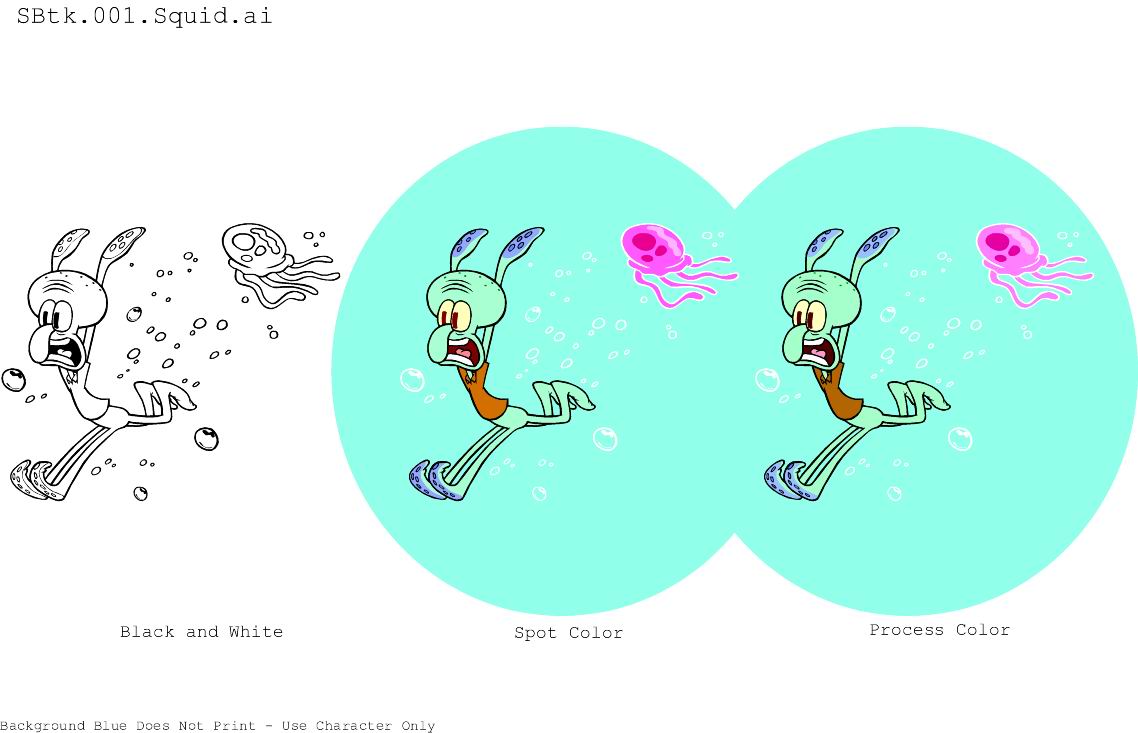 SBtk.001.Squid.ai
Black and White
Spot Color
Process Color
Background Blue Does Not Print - Use Character Only